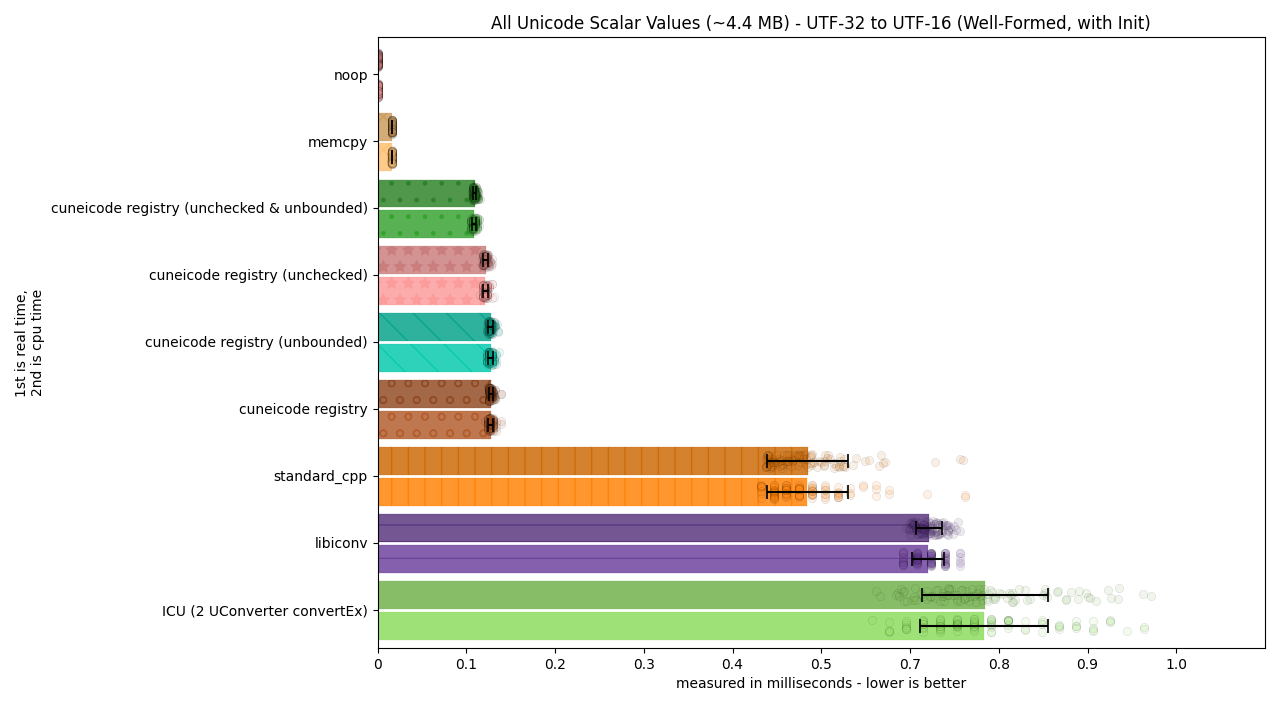 All Unicode Scalar Values (~4.4 MB) - UTF-32 to UTF-16 (Well-Formed, with Init)
1st is real time,
2nd is cpu time
noop
memcpy
cuneicode registry (unchecked & unbounded)
cuneicode registry (unchecked)
cuneicode registry (unbounded)
cuneicode registry
standard_cpp
libiconv
ICU (2 UConverter convertEx)
0 0.1 0.2 0.3 0.4 0.5 0.7 0.8 0.9 1.0
measured in milliseconds - lower is better